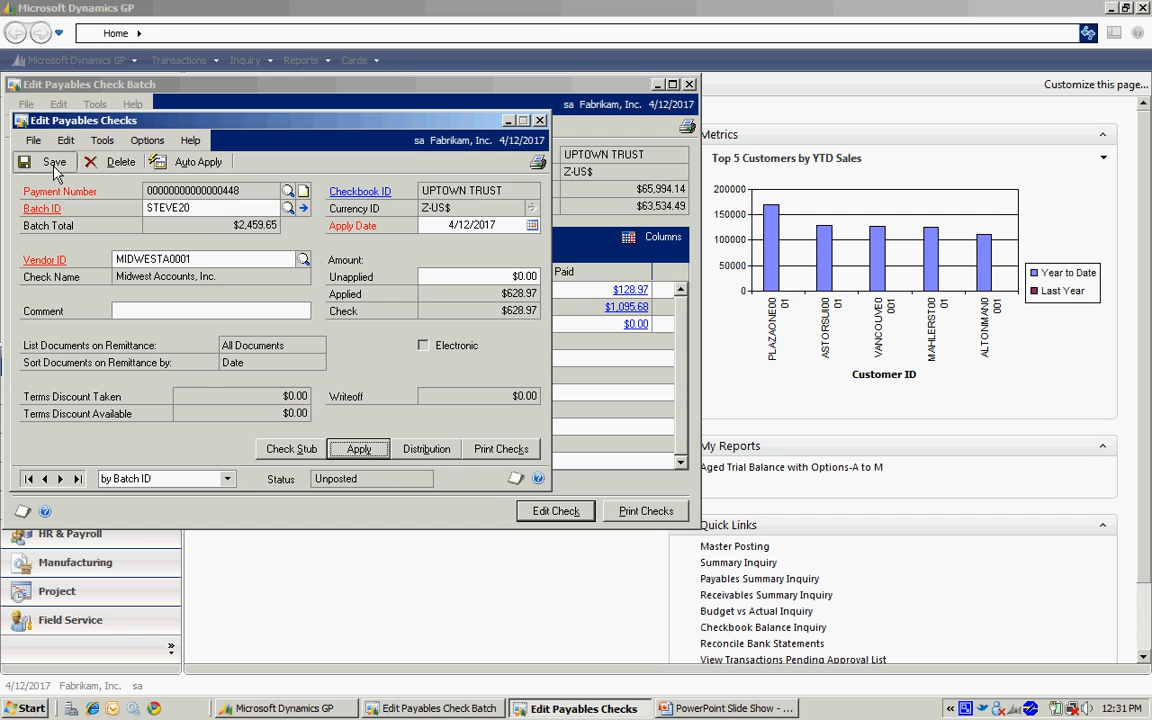 Microsoft Dynamics GP
Home
Microsoft Dynamics GP Transactions Inquiry Reports Cards
Customize this page...
Edit Payables Check Batch
File Edit Tools Help
sa Fabrikam, Inc. 4/12/2017
Edit Payables Checks
File Edit Tools Options Help
sa Fabrikam, Inc. 4/12/2017
Save Delete Auto Apply
Payment Number 00000000000000448
Batch ID STEVE20
Batch Total $2,459.65
Checkbook ID UPTOWN TRUST
Currency ID Z-US$
Apply Date 4/12/2017
Vendor ID MIDWESTA0001
Check Name Midwest Accounts, Inc.
Comment
Amount:
Unapplied $0.00
Applied $628.97
Check $628.97
List Documents on Remittance: All Documents
Sort Documents on Remittance by: Date
Electronic
Terms Discount Taken $0.00
Terms Discount Available $0.00
Writeoff $0.00
Check Stub Apply Distribution Print Checks
by Batch ID Status Unposted
UPTOWN TRUST
Z-US$
$65,994.14
$63,534.49
Columns
Paid
$128.97
$1,095.68
$0.00
Edit Check Print Checks
HR & Payroll
Manufacturing
Project
Field Service
Metrics
Top 5 Customers by YTD Sales
200000
150000
100000
50000
0
PLAZAONE00
01
ASTORSUI00
01
VANCOUVE0
01
MAHLERST00
01
ALTONMAN0
001
Customer ID
Year to Date
Last Year
My Reports
Aged Trial Balance with Options-A to M
Quick Links
Master Posting
Summary Inquiry
Payables Summary Inquiry
Receivables Summary Inquiry
Budget vs Actual Inquiry
Checkbook Balance Inquiry
Reconcile Bank Statements
View Transactions Pending Approval List
4/12/2017 Fabrikam, Inc. sa
Start Microsoft Dynamics GP Edit Payables Check Batch Edit Payables Checks PowerPoint Slide Show - ... 12:31 PM